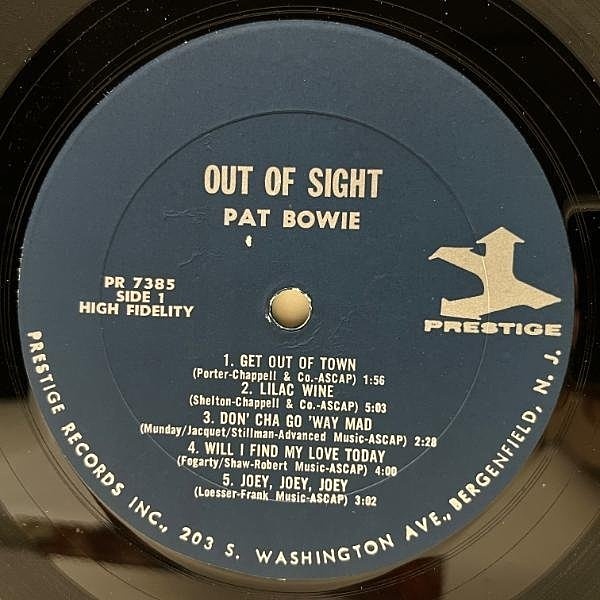 OUT OF SIGHT
PAT BOWIE
PR 7385
SIDE 1
HIGH FIDELITY
PRESTIGE
1. GET OUT OF TOWN
(Porter-Chappell & Co.-ASCAP) 1:56
2. LILAC WINE
(Shelton-Chappell & Co.-ASCAP) 5:03
3. DON' CHA GO 'WAY MAD
(Munday/Jacquet/Stillman-Advanced Music-ASCAP) 2:28
4. WILL I FIND MY LOVE TODAY
(Fogarty/Shaw-Robert Music-ASCAP) 4:00
5. JOEY, JOEY, JOEY
(Loesser-Frank Music-ASCAP) 3:02
PRESTIGE RECORDS INC., 203 S. WASHINGTON AVE., BERGENFIELD, N. J.